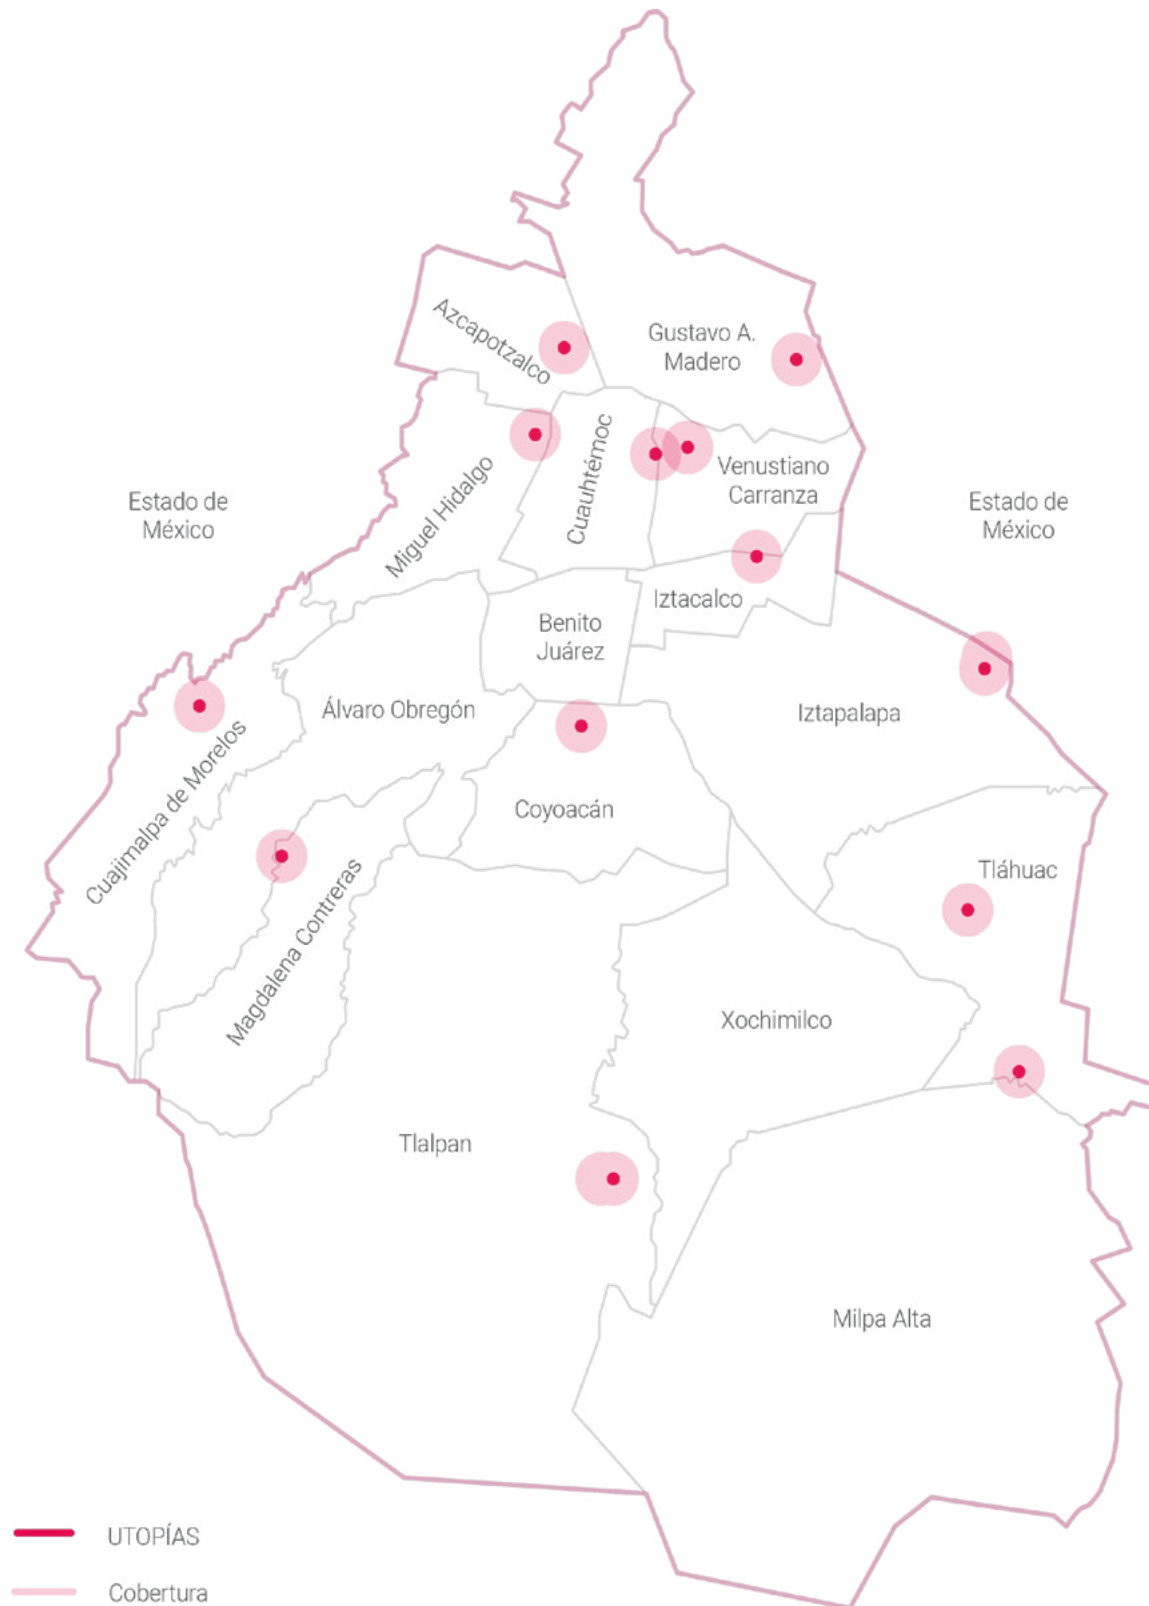 Azcapotzalco
Gustavo A.
Madero
Miguel Hidalgo
Cuauhtémoc
Venustiano
Carranza
Estado de
México
Estado de
México
Iztacalco
Benito
Juárez
Álvaro Obregón
Iztapalapa
Cuajimalpa de Morelos
Coyoacán
Tláhuac
Magdalena Contreras
Xochimilco
Tlalpan
Milpa Alta
UTOPÍAS
Cobertura